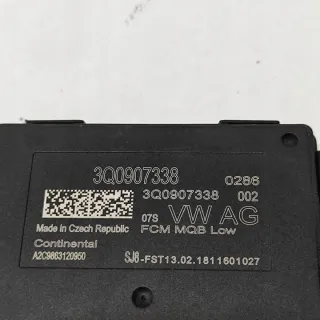 3Q0907338 0286
3Q0907338 002
07S VW AG
Made in Czech Republic FCM MQB Low
Continental
A2C9863120950 SJ8-FST13.02.1811601027